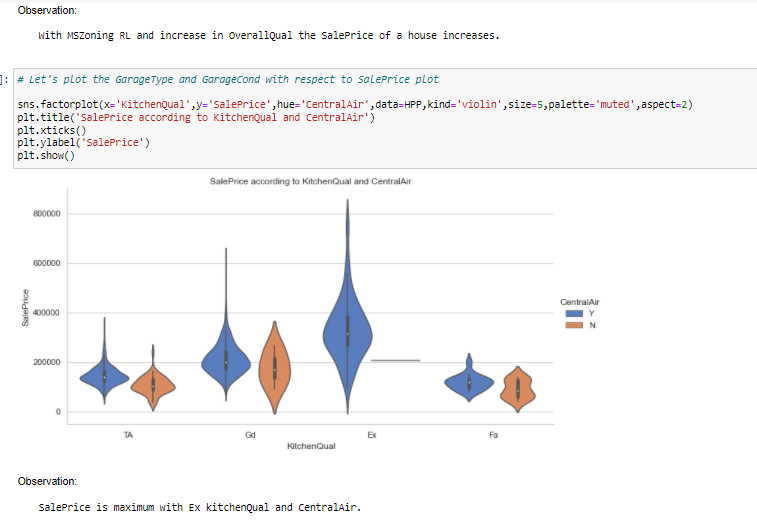 Observation:
With MSZoning RL and increase in OverallQual the SalePrice of a house increases.
]: # Let's plot the GarageType and GarageCond with respect to SalePrice plot
sns.factorplot(x='KitchenQual',y='SalePrice',hue='CentralAir',data=HPP,kind='violin',size=5,palette='muted',aspect=2)
plt.title('SalePrice according to KitchenQual and CentralAir')
plt.xticks()
plt.ylabel('SalePrice')
plt.show()
SalePrice according to KitchenQual and CentralAir
800000
600000
400000
200000
0
SalePrice
TA Gd Ex Fa
KitchenQual
CentralAir
Y
N
Observation:
SalePrice is maximum with Ex kitchenQual and CentralAir.